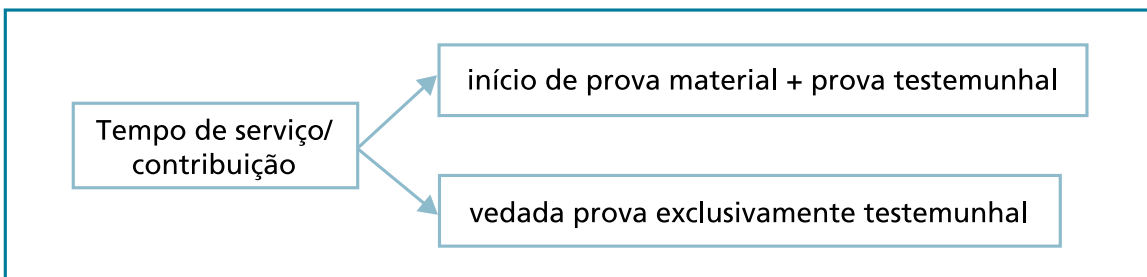 início de prova material + prova testemunhal
Tempo de serviço/
contribuição
vedada prova exclusivamente testemunhal